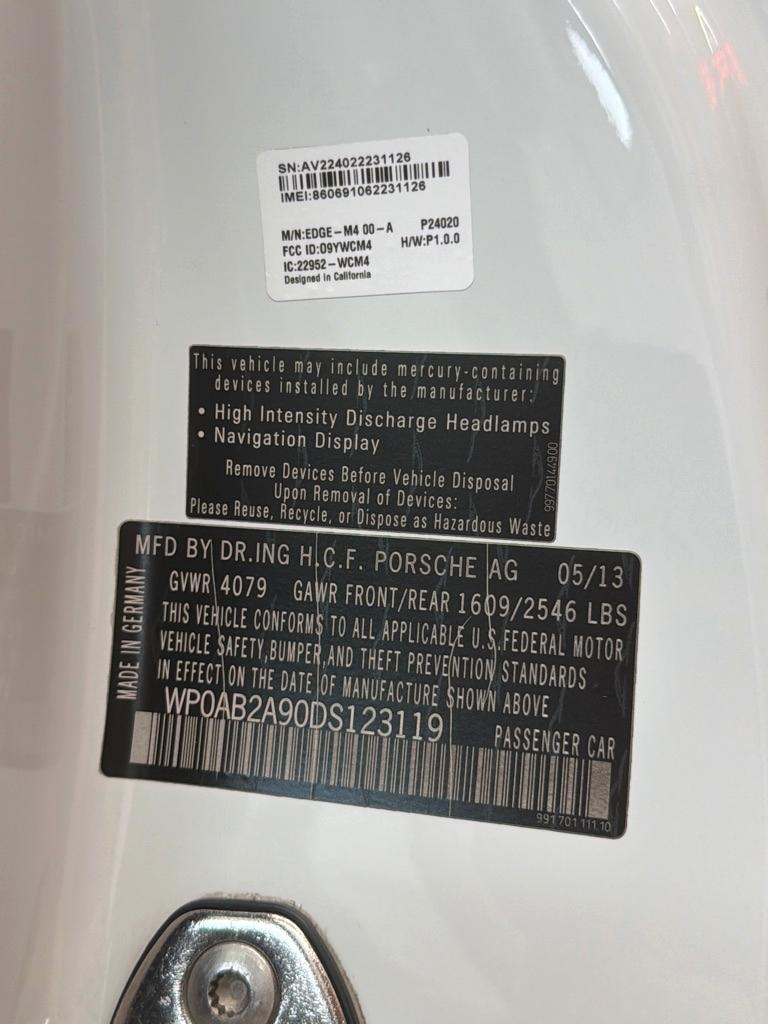 SN:AV224022231126
IMEI:860691062231126
M/N:EDGE-M4 00-A P24020
FCC ID:O9YWCM4 H/W:P1.0.0
IC:22952-WCM4
Designed in California
This vehicle may include mercury-containing
devices installed by the manufacturer:
• High Intensity Discharge Headlamps
• Navigation Display
Remove Devices Before Vehicle Disposal
Upon Removal of Devices:
Please Reuse, Recycle, or Dispose as Hazardous Waste
99770144900
MFD BY DR.ING H.C.F. PORSCHE AG 05/13
GVWR 4079 GAWR FRONT/REAR 1609/2546 LBS
THIS VEHICLE CONFORMS TO ALL APPLICABLE U.S.FEDERAL MOTOR
VEHICLE SAFETY,BUMPER,AND THEFT PREVENTION STANDARDS
IN EFFECT ON THE DATE OF MANUFACTURE SHOWN ABOVE
MADE IN GERMANY
WP0AB2A90DS123119
PASSENGER CAR
99170111110